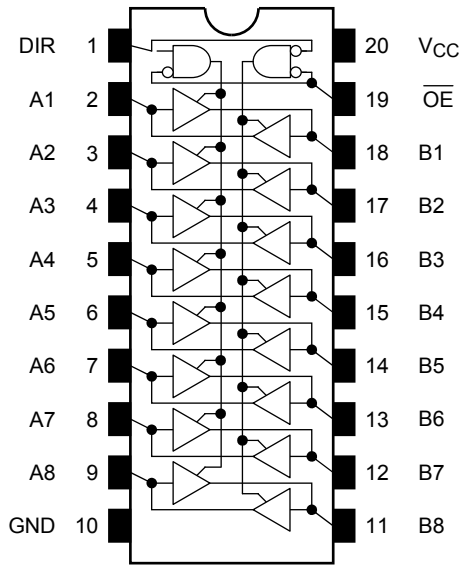 DIR 1 20 VCC
A1 2 19 OE
A2 3 18 B1
A3 4 17 B2
A4 5 16 B3
A5 6 15 B4
A6 7 14 B5
A7 8 13 B6
A8 9 12 B7
GND 10 11 B8